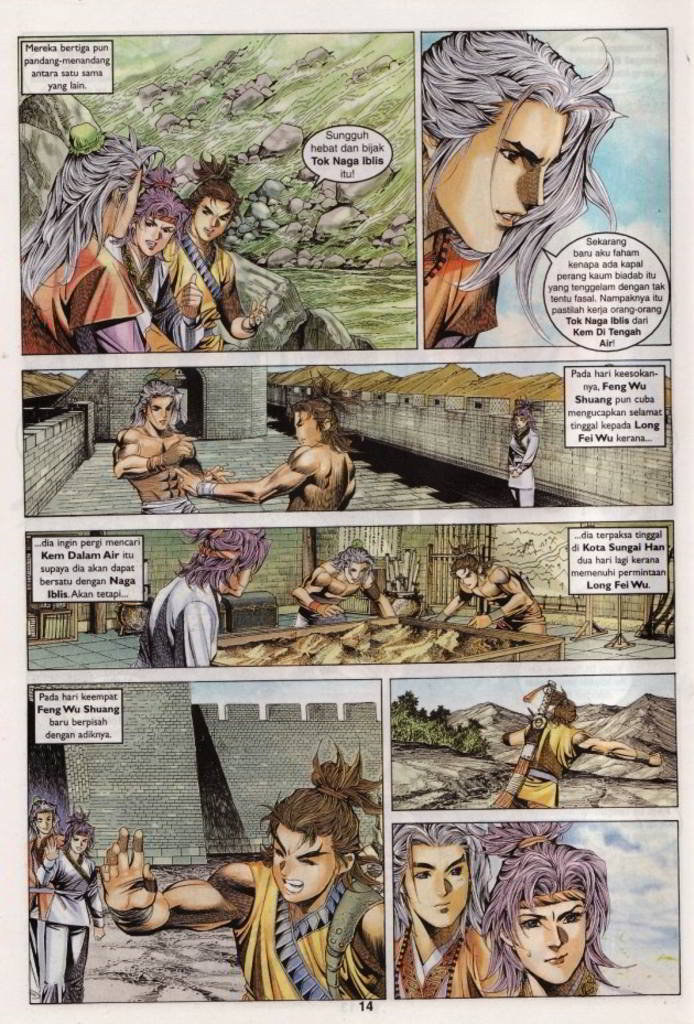 Mereka bertiga pun
pandang-menandang
antara satu sama
yang lain.
Sungguh
hebat dan bijak
Tok Naga Iblis
itu!
Sekarang
baru aku faham
kenapa ada kapal
perang kaum biadab itu
yang tenggelam dengan tak
tentu fasal. Nampaknya itu
pastilah kerja orang-orang
Tok Naga Iblis dari
Kem Di Tengah
Air!
Pada hari keesokan-
nya, Feng Wu
Shuang pun cuba
mengucapkan selamat
tinggal kepada Long
Fei Wu kerana...
...dia ingin pergi mencari
Kem Dalam Air itu
supaya dia akan dapat
bersatu dengan Naga
Iblis. Akan tetapi...
...dia terpaksa tinggal
di Kota Sungai Han
dua hari lagi kerana
memenuhi permintaan
Long Fei Wu.
Pada hari keempat
Feng Wu Shuang
baru berpisah
dengan adiknya.
14